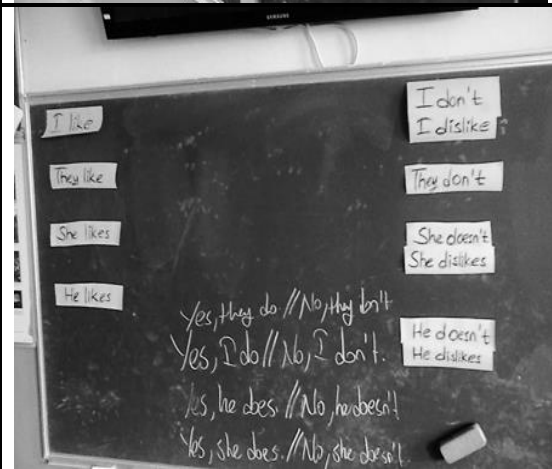 SAMSUNG
I like
They like
She likes
He likes
I don't
I dislike
They don't
She doesn't
She dislikes
He doesn't
He dislikes
Yes, they do // No, they don't
Yes, I do // No, I don't.
Yes, he does. // No, he doesn't
Yes, she does. // No, she doesn't.